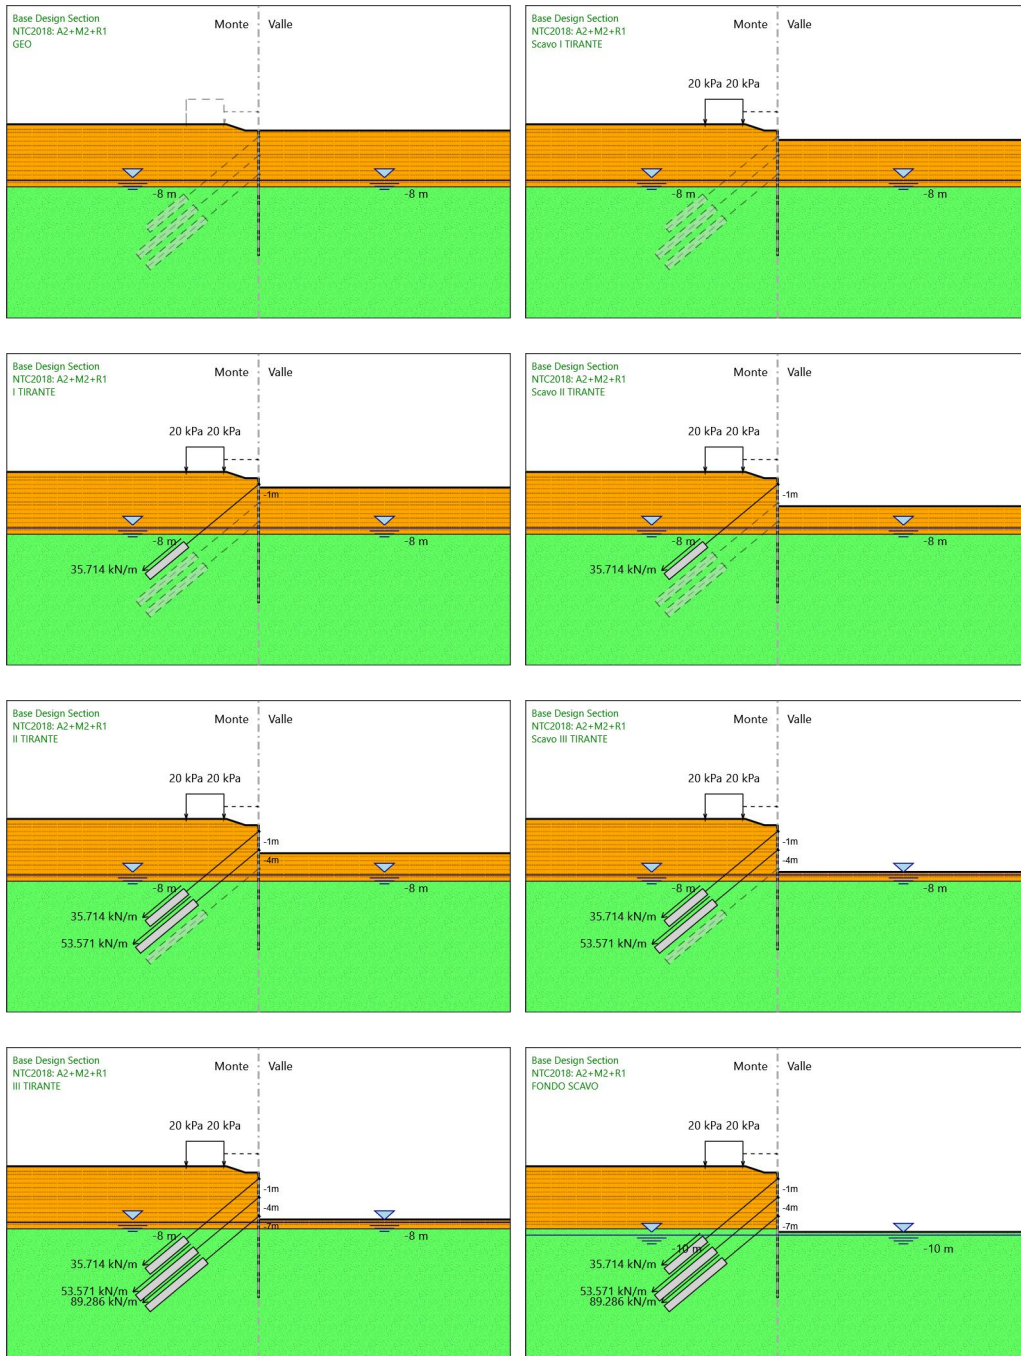 Base Design Section
NTC2018: A2+M2+R1
GEO
Monte
Valle
-8 m
-8 m
Base Design Section
NTC2018: A2+M2+R1
Scavo I TIRANTE
Monte
Valle
20 kPa 20 kPa
-8 m
-8 m
Base Design Section
NTC2018: A2+M2+R1
I TIRANTE
Monte
Valle
20 kPa 20 kPa
-1m
-8 m
-8 m
35.714 kN/m
Base Design Section
NTC2018: A2+M2+R1
Scavo II TIRANTE
Monte
Valle
20 kPa 20 kPa
-1m
-8 m
-8 m
35.714 kN/m
Base Design Section
NTC2018: A2+M2+R1
II TIRANTE
Monte
Valle
20 kPa 20 kPa
-1m
-4m
-8 m
-8 m
35.714 kN/m
53.571 kN/m
Base Design Section
NTC2018: A2+M2+R1
Scavo III TIRANTE
Monte
Valle
20 kPa 20 kPa
-1m
-4m
-8 m
-8 m
35.714 kN/m
53.571 kN/m
Base Design Section
NTC2018: A2+M2+R1
III TIRANTE
Monte
Valle
20 kPa 20 kPa
-1m
-4m
-7m
-8 m
-8 m
35.714 kN/m
53.571 kN/m
89.286 kN/m
Base Design Section
NTC2018: A2+M2+R1
FONDO SCAVO
Monte
Valle
20 kPa 20 kPa
-1m
-4m
-7m
-10 m
-10 m
35.714 kN/m
53.571 kN/m
89.286 kN/m